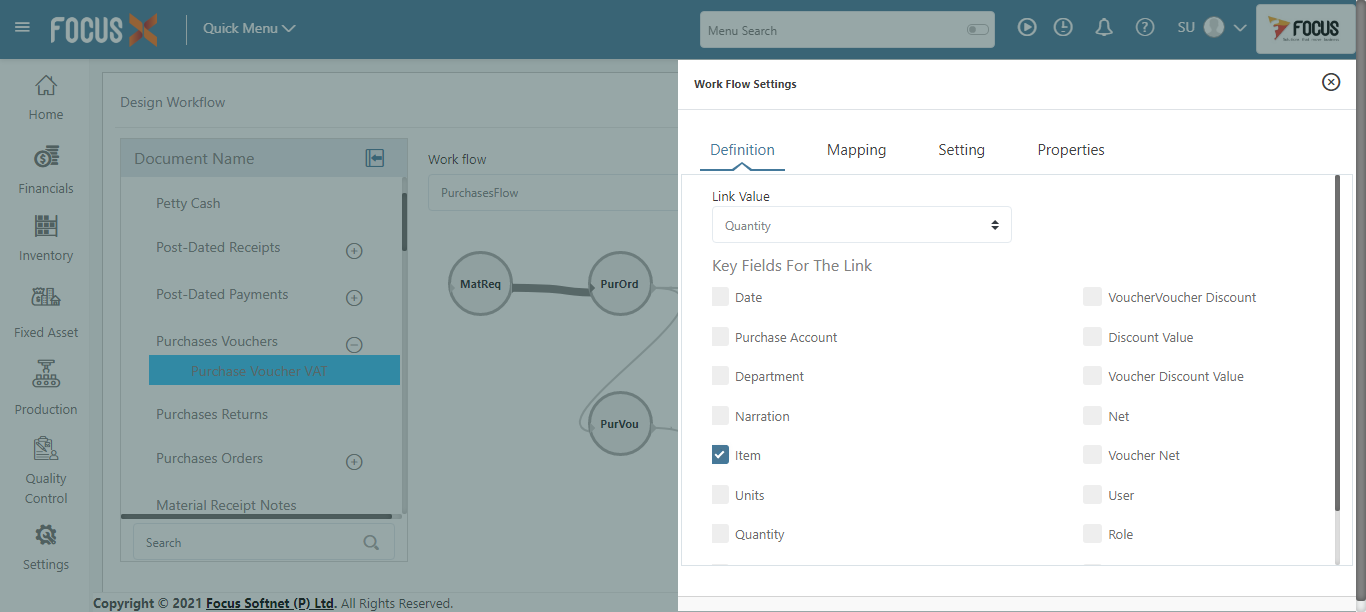 FOCUS X
Quick Menu
Menu Search
SU
FOCUS
Home
Financials
Inventory
Fixed Asset
Production
Quality
Control
Settings
Design Workflow
Document Name
Petty Cash
Post-Dated Receipts
Post-Dated Payments
Purchases Vouchers
Purchase Voucher VAT
Purchases Returns
Purchases Orders
Material Receipt Notes
Search
Work flow
PurchasesFlow
MatReq
PurOrd
PurVou
Work Flow Settings
Definition Mapping Setting Properties
Link Value
Quantity
Key Fields For The Link
Date
VoucherVoucher Discount
Purchase Account
Discount Value
Department
Voucher Discount Value
Narration
Net
Item
Voucher Net
Units
User
Quantity
Role
Copyright © 2021 Focus Softnet (P) Ltd. All Rights Reserved.